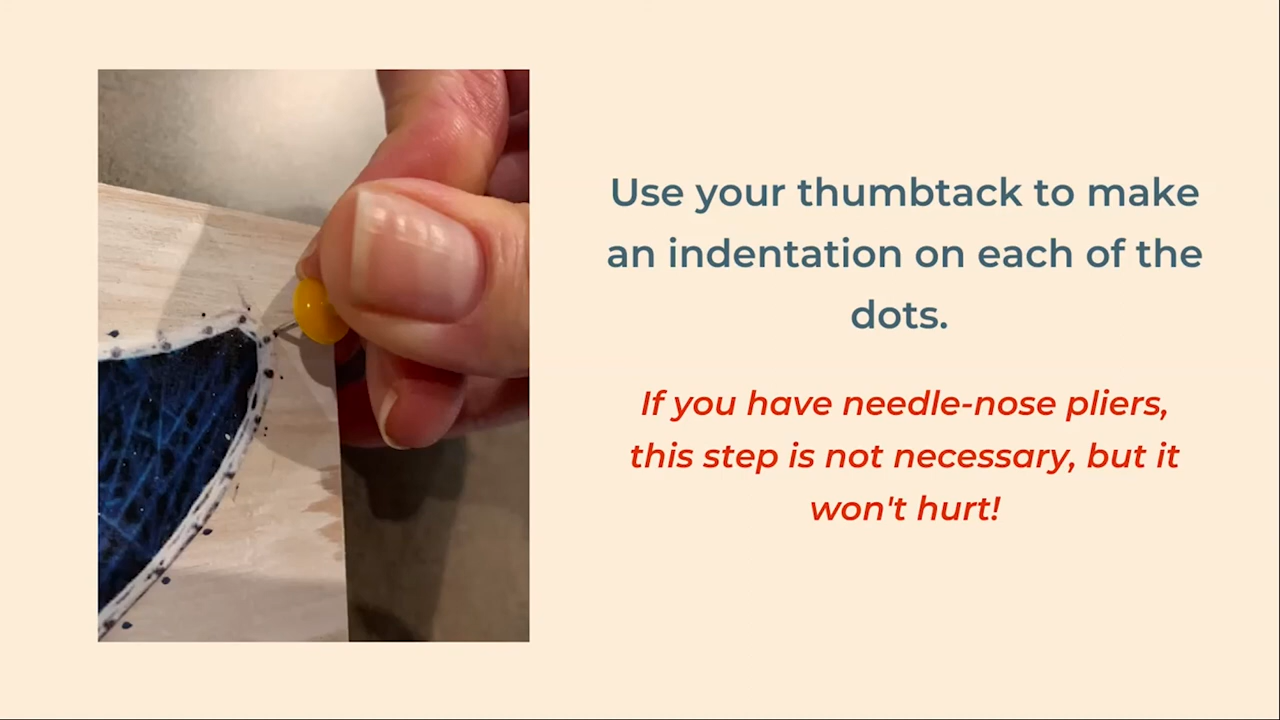 Use your thumbtack to make
an indentation on each of the
dots.
If you have needle-nose pliers,
this step is not necessary, but it
won't hurt!